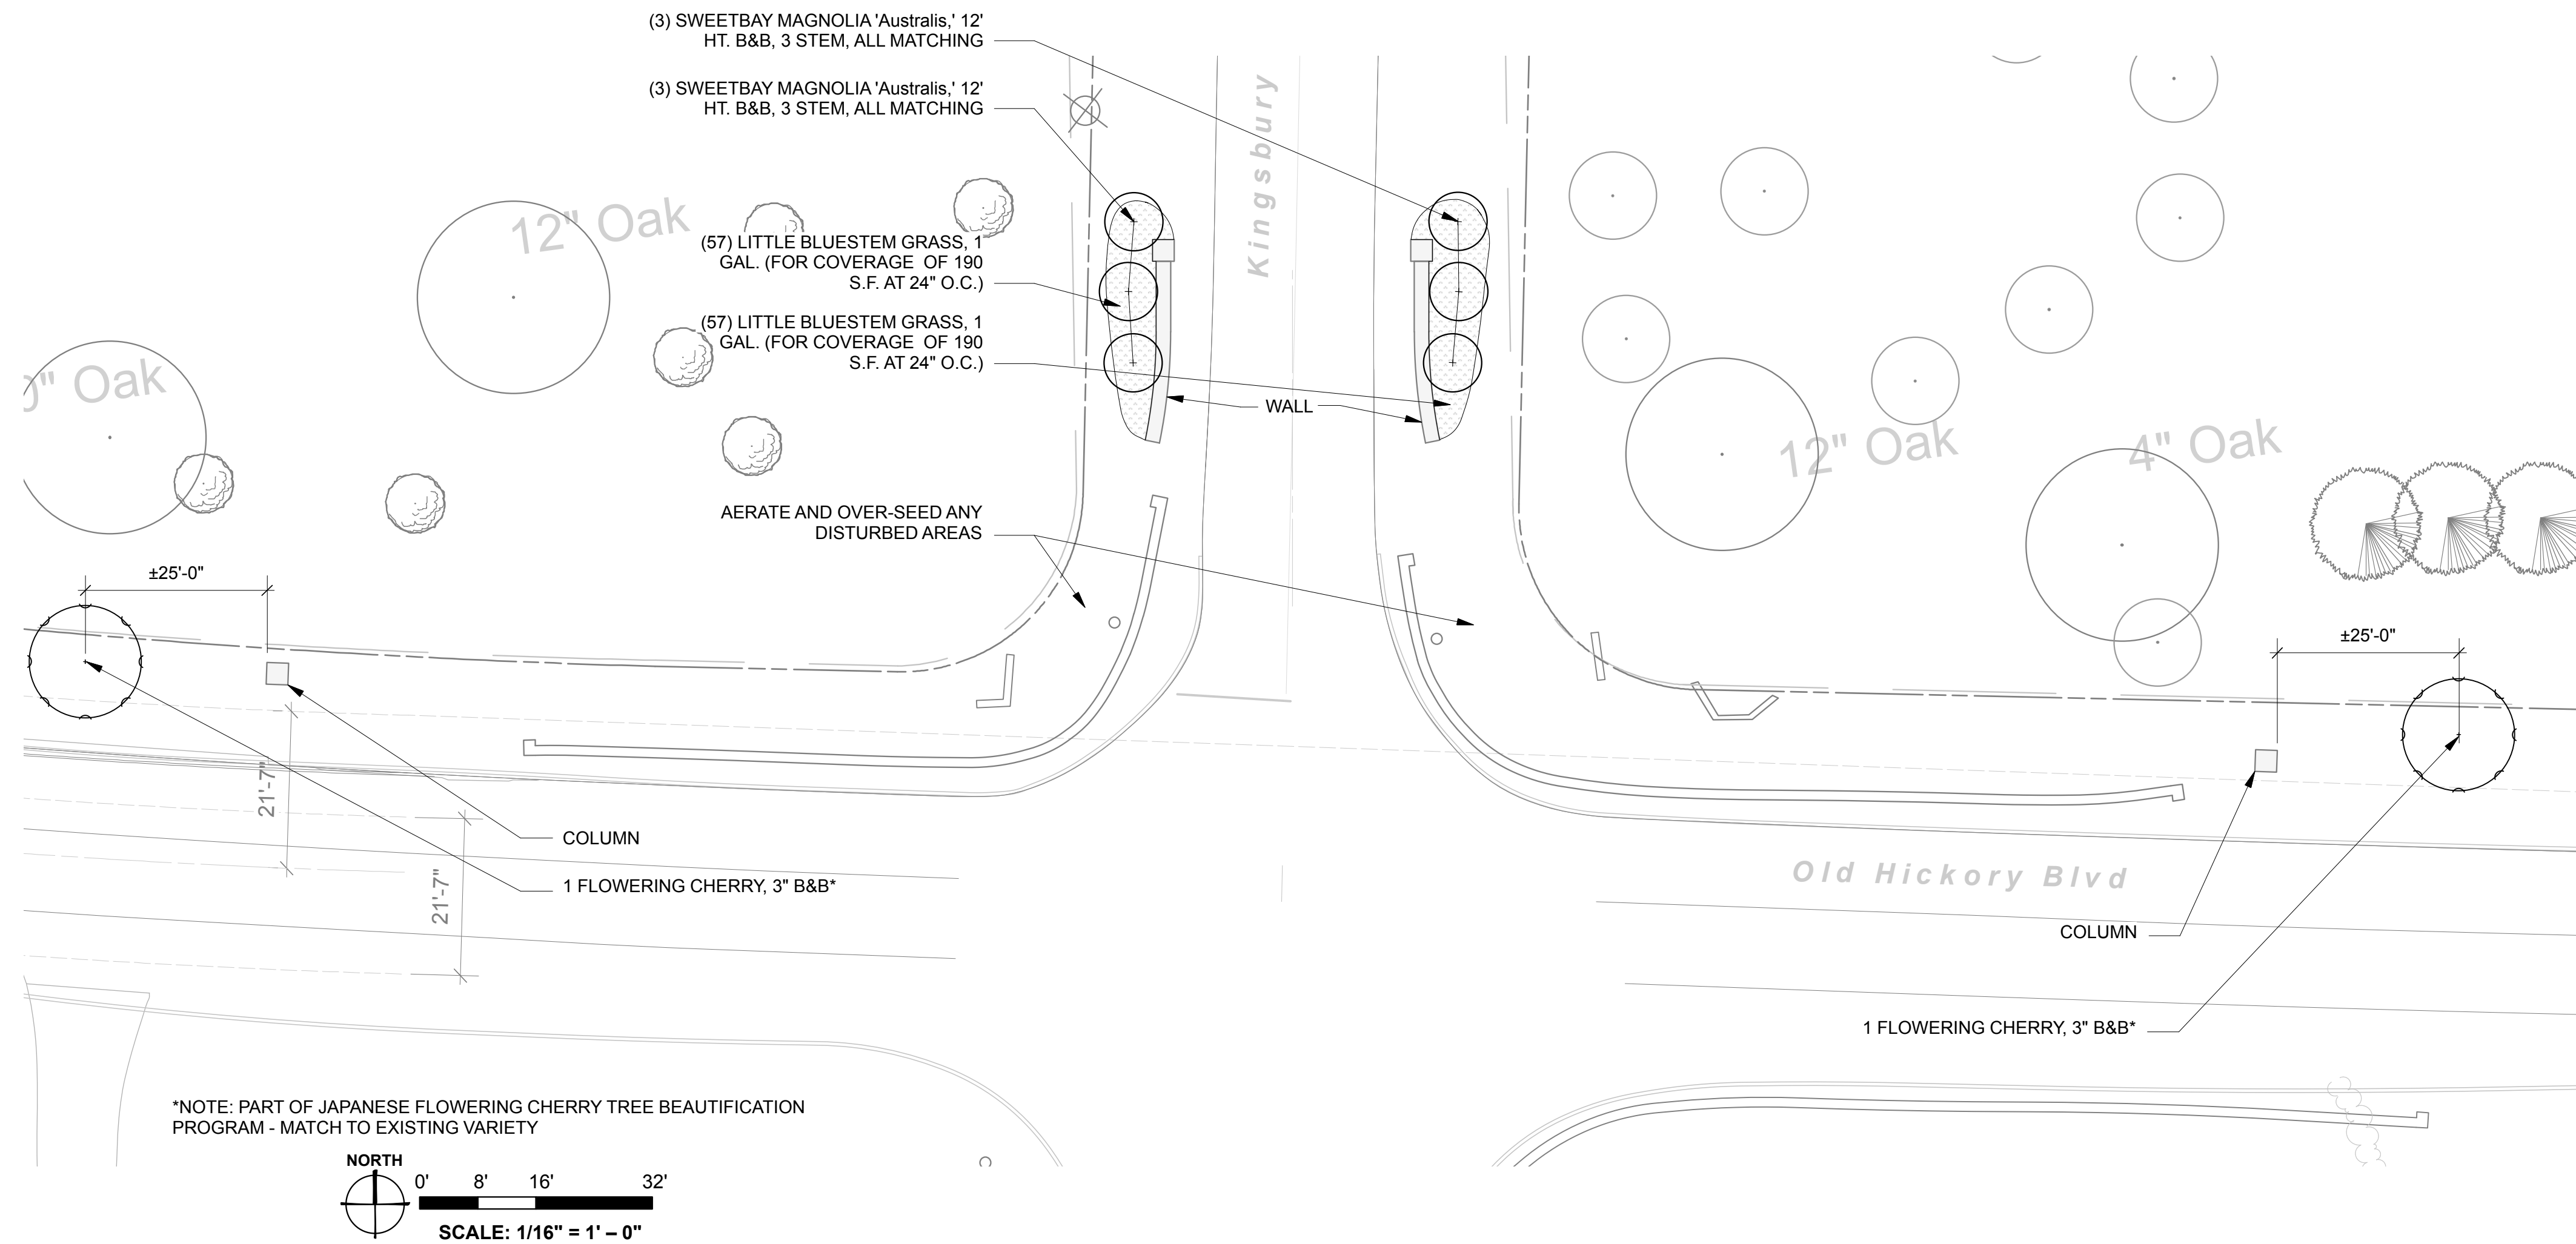 (3) SWEETBAY MAGNOLIA 'Australis,' 12'
HT. B&B, 3 STEM, ALL MATCHING
(3) SWEETBAY MAGNOLIA 'Australis,' 12'
HT. B&B, 3 STEM, ALL MATCHING
Kingsbury
12" Oak
(57) LITTLE BLUESTEM GRASS, 1
GAL. (FOR COVERAGE OF 190
S.F. AT 24" O.C.)
(57) LITTLE BLUESTEM GRASS, 1
GAL. (FOR COVERAGE OF 190
S.F. AT 24" O.C.)
Oak
WALL
12" Oak
4" Oak
AERATE AND OVER-SEED ANY
DISTURBED AREAS
±25'-0"
±25'-0"
21'-7"
21'-7"
COLUMN
1 FLOWERING CHERRY, 3" B&B*
Old Hickory Blvd
COLUMN
1 FLOWERING CHERRY, 3" B&B*
*NOTE: PART OF JAPANESE FLOWERING CHERRY TREE BEAUTIFICATION
PROGRAM - MATCH TO EXISTING VARIETY
NORTH
0' 8' 16' 32'
SCALE: 1/16" = 1' – 0"